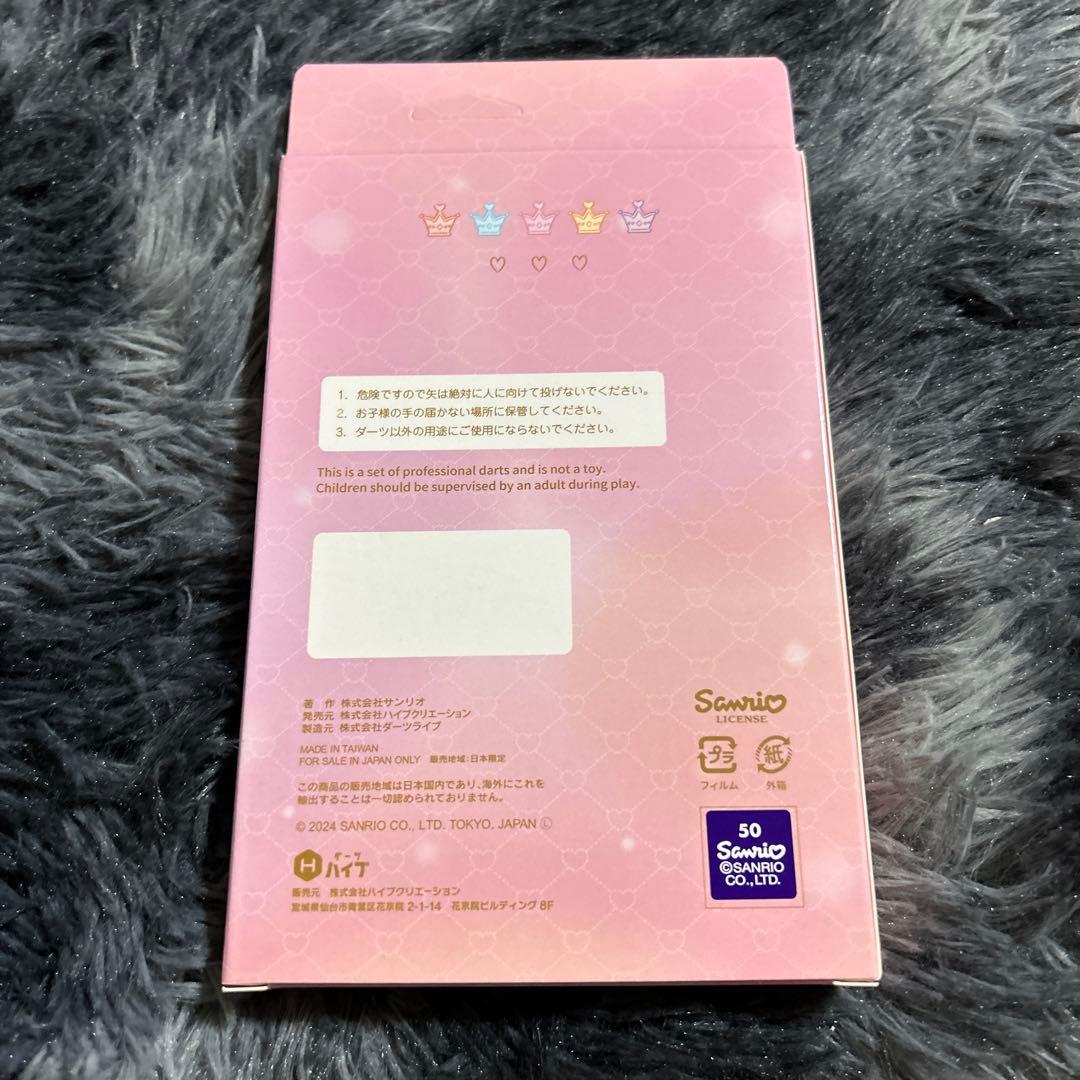 1. 危険ですので矢は絶対に人に向けて投げないでください。
2. お子様の手の届かない場所に保管してください。
3. ダーツ以外の用途にご使用にならないでください。
This is a set of professional darts and is not a toy.
Children should be supervised by an adult during play.
著 作 株式会社サンリオ
発売元 株式会社ハイブクリエーション
製造元 株式会社ダーツライブ
MADE IN TAIWAN
FOR SALE IN JAPAN ONLY 販売地域:日本限定
この商品の販売地域は日本国内であり、海外にこれを
輸出することは一切認められておりません。
© 2024 SANRIO CO., LTD. TOKYO, JAPAN Ⓛ
H
ダーツ
ハイブ
販売元 株式会社ハイブクリエーション
宮城県仙台市青葉区花京院 2-1-14 花京院ビルディング 8F
Sanrio
LICENSE
プラ 紙
フィルム 外箱
50
Sanrio
©SANRIO
CO.,LTD.